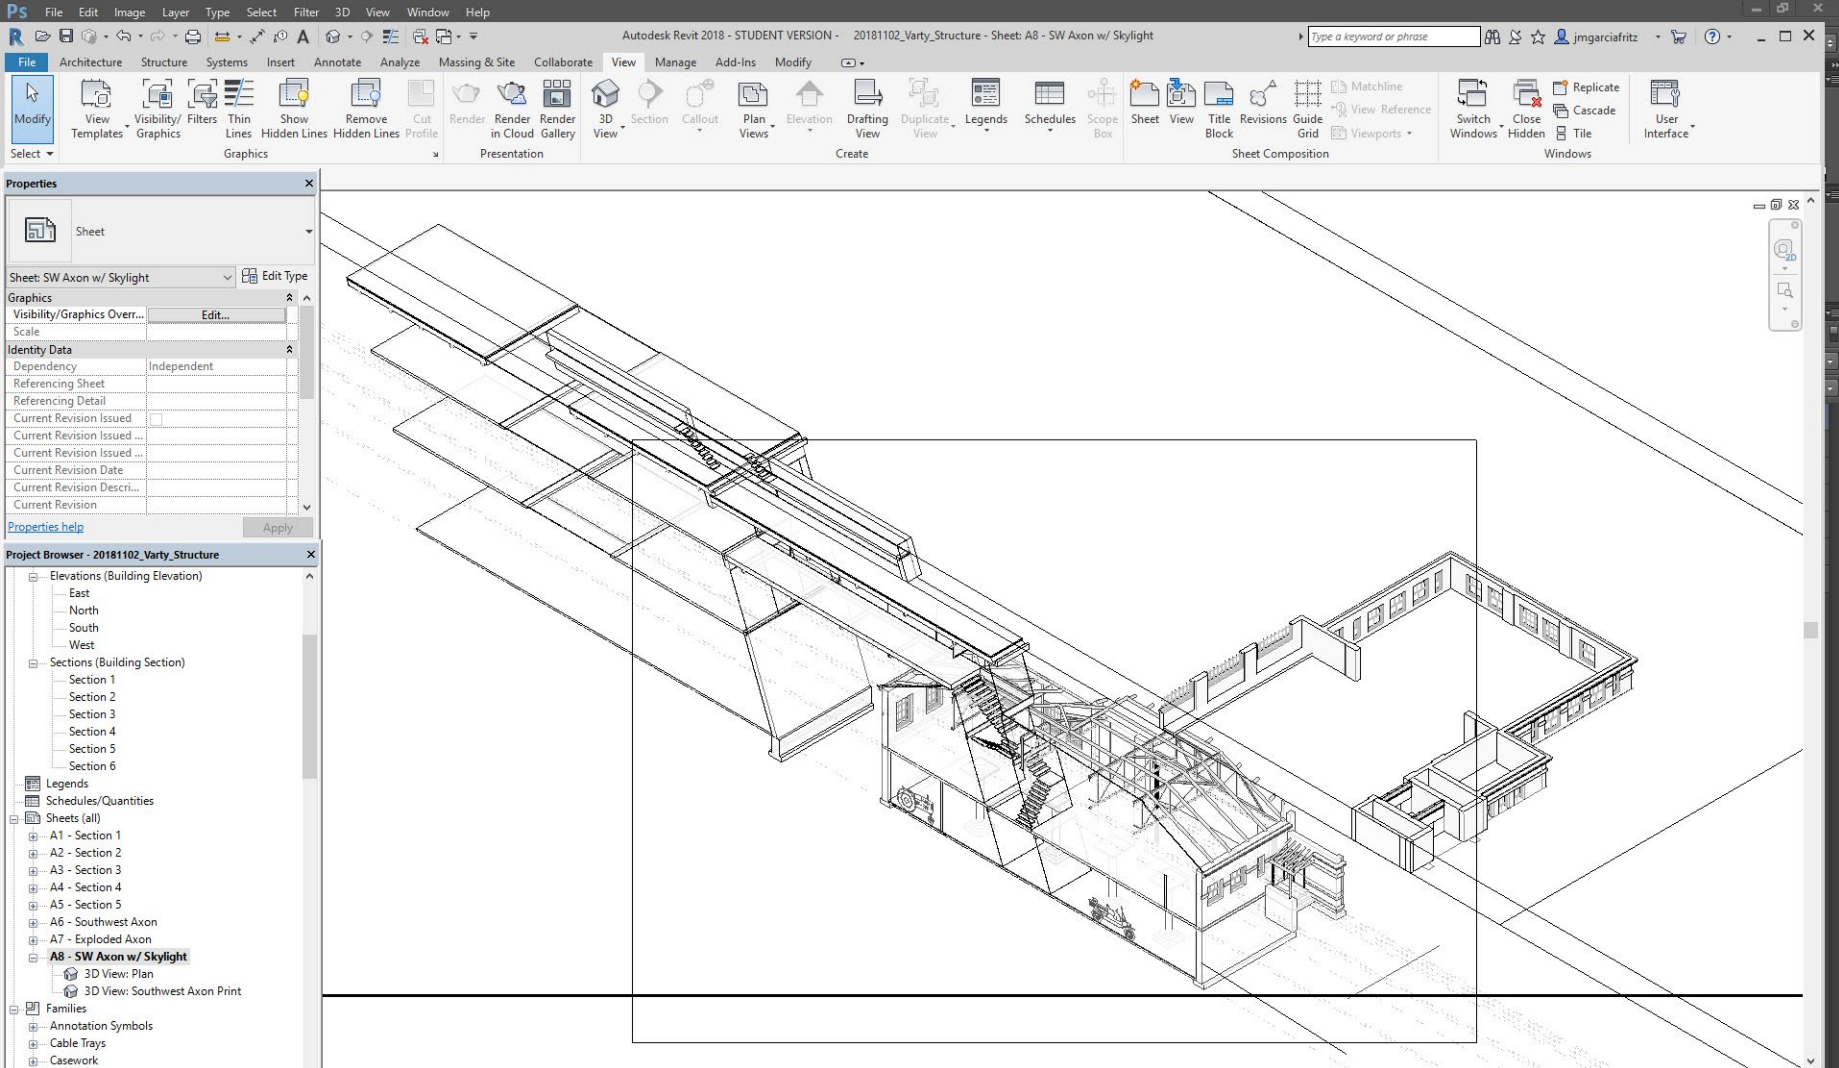 Ps File Edit Image Layer Type Select Filter 3D View Window Help
Autodesk Revit 2018 - STUDENT VERSION - 20181102_Varty_Structure - Sheet: A8 - SW Axon w/ Skylight
Type a keyword or phrase
jmgarciafritz
File Architecture Structure Systems Insert Annotate Analyze Massing & Site Collaborate View Manage Add-Ins Modify
Modify
View Templates
Visibility/ Graphics
Filters
Thin Lines
Show Hidden Lines
Remove Hidden Lines
Cut Profile
Render
Render in Cloud
Render Gallery
3D View
Section
Callout
Plan Views
Elevation
Drafting View
Duplicate View
Legends
Schedules
Scope Box
Sheet
View
Title Block
Revisions
Guide Grid
Matchline
View Reference
Viewports
Switch Windows
Close Hidden
Replicate
Cascade
Tile
User Interface
Select
Graphics
Presentation
Create
Sheet Composition
Windows
Properties
Sheet
Sheet: SW Axon w/ Skylight
Edit Type
Graphics
Visibility/Graphics Overr... Edit...
Scale
Identity Data
Dependency Independent
Referencing Sheet
Referencing Detail
Current Revision Issued
Current Revision Issued ...
Current Revision Issued ...
Current Revision Date
Current Revision Descri...
Current Revision
Properties help
Apply
Project Browser - 20181102_Varty_Structure
Elevations (Building Elevation)
East
North
South
West
Sections (Building Section)
Section 1
Section 2
Section 3
Section 4
Section 5
Section 6
Legends
Schedules/Quantities
Sheets (all)
A1 - Section 1
A2 - Section 2
A3 - Section 3
A4 - Section 4
A5 - Section 5
A6 - Southwest Axon
A7 - Exploded Axon
A8 - SW Axon w/ Skylight
3D View: Plan
3D View: Southwest Axon Print
Families
Annotation Symbols
Cable Trays
Casework
2D